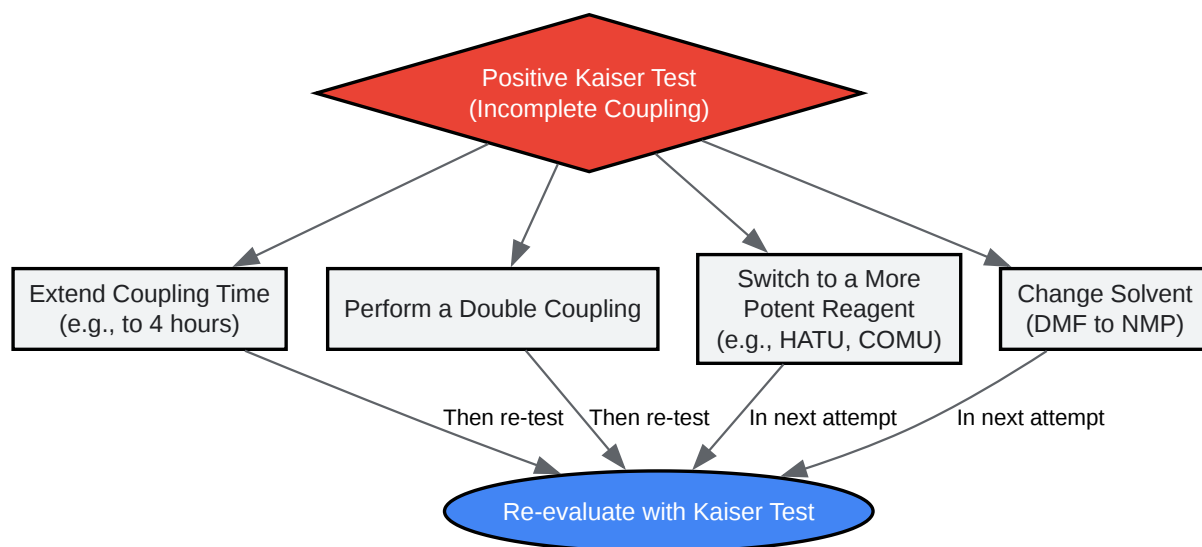 Positive Kaiser Test
(Incomplete Coupling)
Extend Coupling Time
(e.g., to 4 hours)
Perform a Double Coupling
Switch to a More
Potent Reagent
(e.g., HATU, COMU)
Change Solvent
(DMF to NMP)
Then re-test
Then re-test
In next attempt
In next attempt
Re-evaluate with Kaiser Test